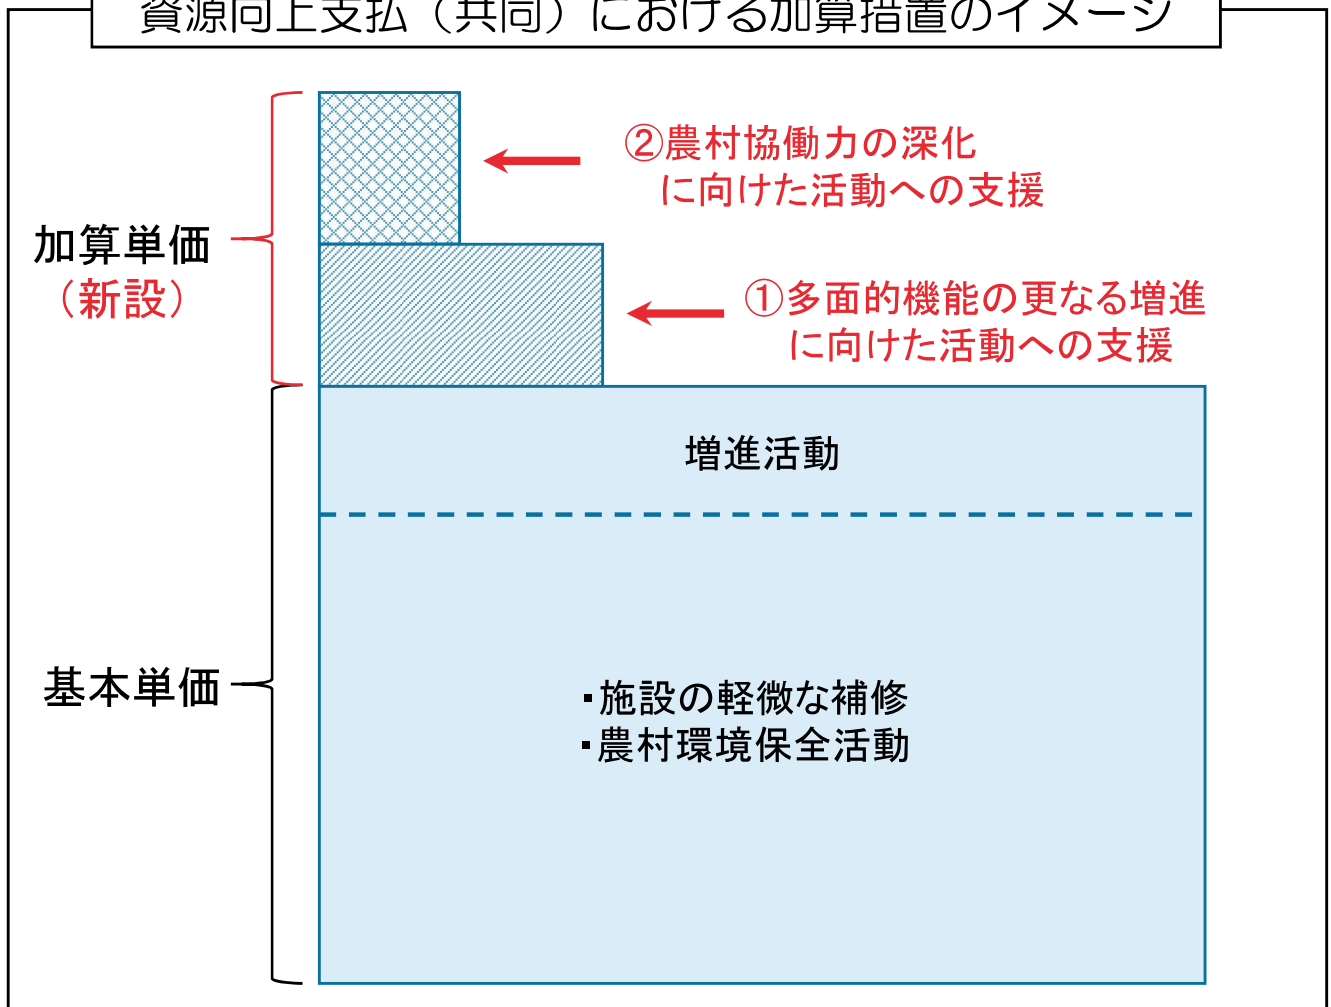 資源向上支払（共同）における加算措置のイメージ
②農村協働力の深化
に向けた活動への支援
加算単価
（新設）
①多面的機能の更なる増進
に向けた活動への支援
増進活動
基本単価
・施設の軽微な補修
・農村環境保全活動